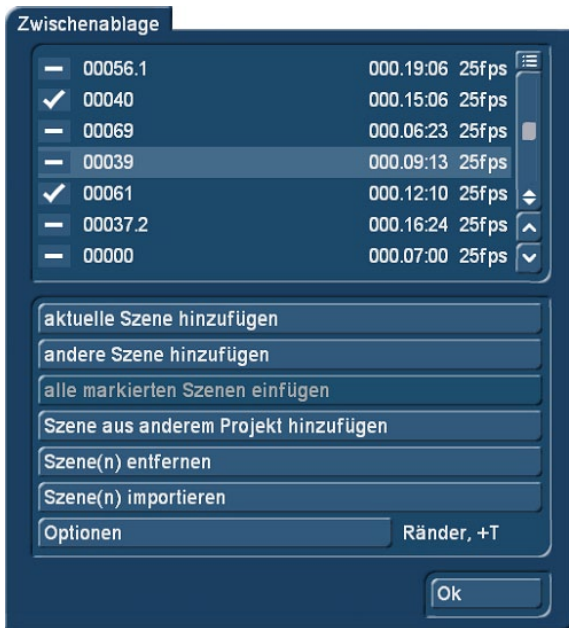 Zwischenablage
00056.1 000.19:06 25fps
00040 000.15:06 25fps
00069 000.06:23 25fps
00039 000.09:13 25fps
00061 000.12:10 25fps
00037.2 000.16:24 25fps
00000 000.07:00 25fps
aktuelle Szene hinzufügen
andere Szene hinzufügen
alle markierten Szenen einfügen
Szene aus anderem Projekt hinzufügen
Szene(n) entfernen
Szene(n) importieren
Optionen Ränder, +T
Ok